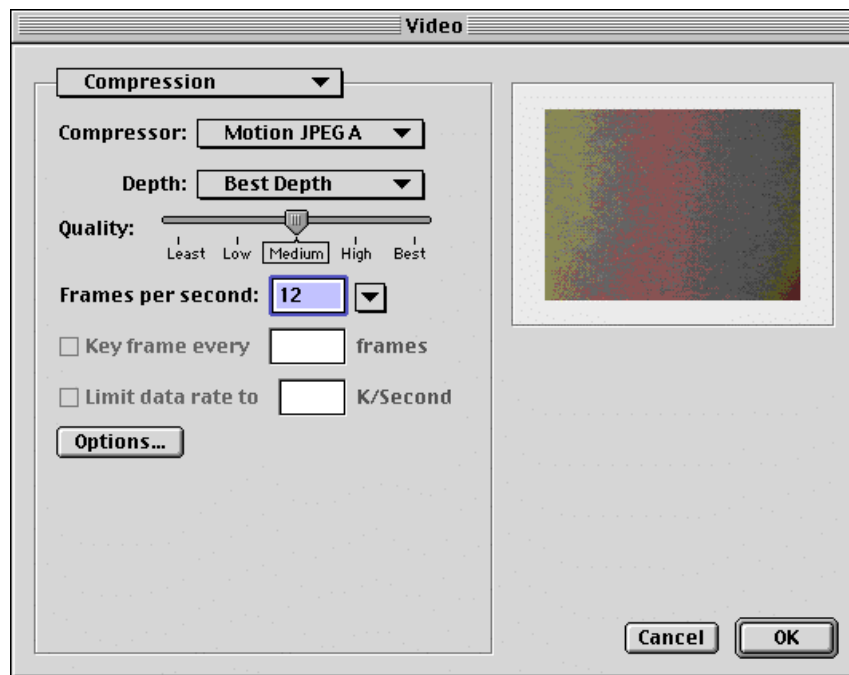 Video
Compression
Compressor: Motion JPEG A
Depth: Best Depth
Quality:
Least Low Medium High Best
Frames per second: 12
Key frame every frames
Limit data rate to K/Second
Options...
Cancel OK